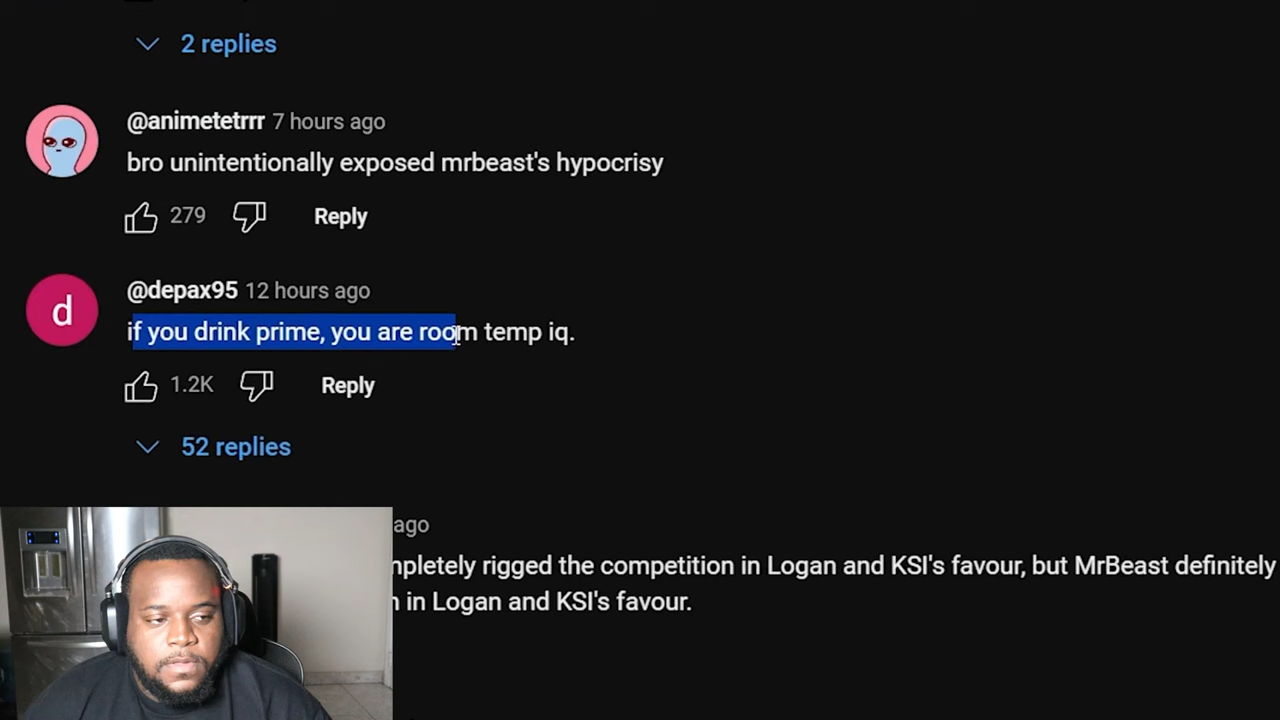 2 replies
@animetetrrr 7 hours ago
bro unintentionally exposed mrbeast's hypocrisy
279 Reply
d
@depax95 12 hours ago
if you drink prime, you are room temp iq.
1.2K Reply
52 replies
ago
mpletely rigged the competition in Logan and KSI's favour, but MrBeast definitely
in Logan and KSI's favour.